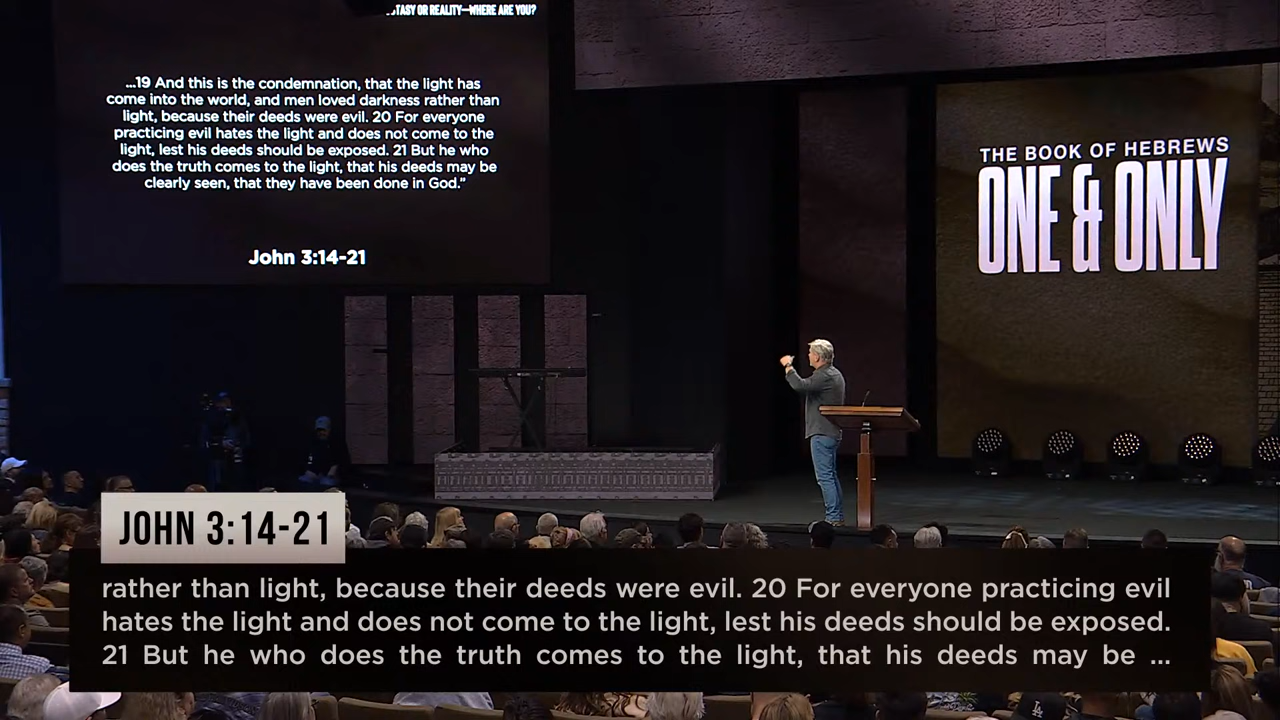 OR REALITY—WHERE ARE YOU?
...19 And this is the condemnation, that the light has
come into the world, and men loved darkness rather than
light, because their deeds were evil. 20 For everyone
practicing evil hates the light and does not come to the
light, lest his deeds should be exposed. 21 But he who
does the truth comes to the light, that his deeds may be
clearly seen, that they have been done in God.”
John 3:14-21
THE BOOK OF HEBREWS
ONE & ONLY
JOHN 3:14-21
rather than light, because their deeds were evil. 20 For everyone practicing evil
hates the light and does not come to the light, lest his deeds should be exposed.
21 But he who does the truth comes to the light, that his deeds may be ...
LA